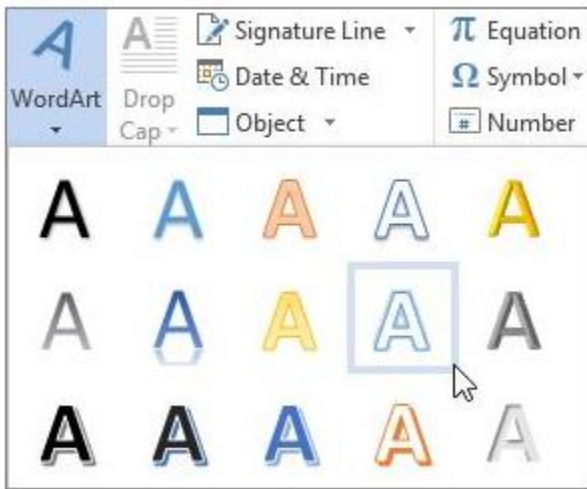 WordArt
Drop
Cap
Signature Line
Date & Time
Object
π Equation
Ω Symbol
# Number
A A A A A
A A A A A
A A A A A